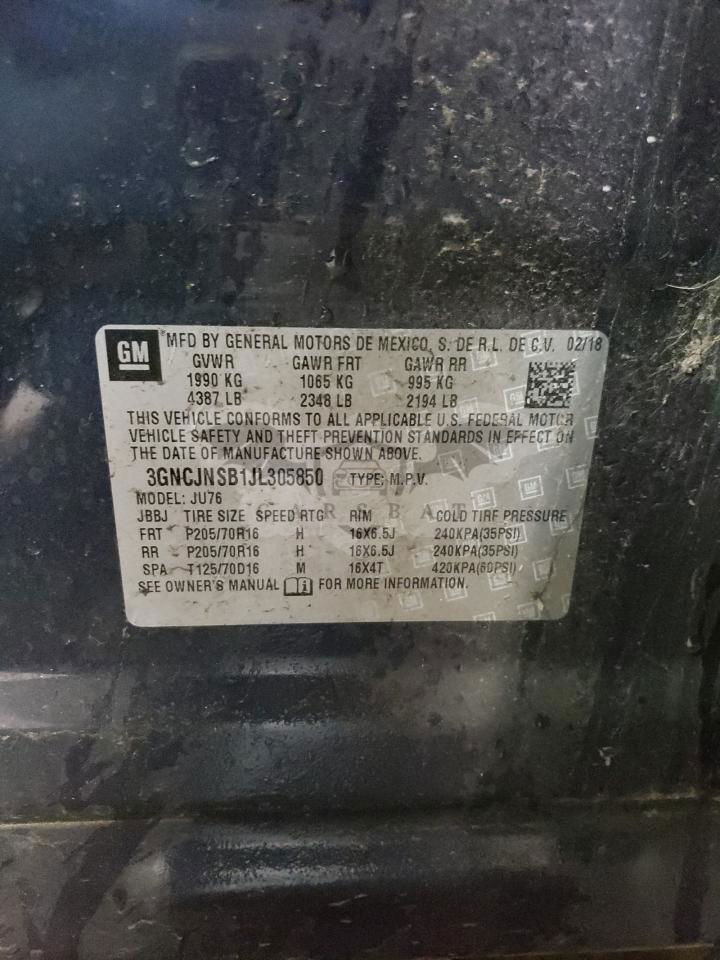 GM
MFD BY GENERAL MOTORS DE MEXICO, S. DE R.L. DE C.V. 02/18
GVWR GAWR FRT GAWR RR
1990 KG 1065 KG 995 KG
4387 LB 2348 LB 2194 LB
THIS VEHICLE CONFORMS TO ALL APPLICABLE U.S. FEDERAL MOTOR
VEHICLE SAFETY AND THEFT PREVENTION STANDARDS IN EFFECT ON
THE DATE OF MANUFACTURE SHOWN ABOVE.
3GNCJNSB1JL305850 TYPE: M.P.V.
MODEL: JU76
CARSBAT
JBBJ TIRE SIZE SPEED RTG RIM COLD TIRE PRESSURE
FRT P205/70R16 H 16X6.5J 240KPA(35PSI)
RR P205/70R16 H 16X6.5J 240KPA(35PSI)
SPA T125/70D16 M 16X4T 420KPA(60PSI)
SEE OWNER'S MANUAL FOR MORE INFORMATION.